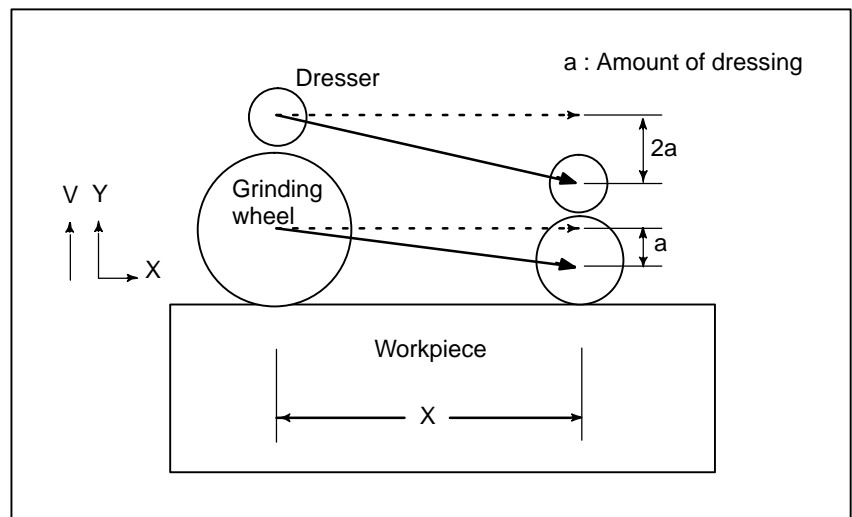 a : Amount of dressing
Dresser
2a
Grinding
wheel
V Y
a
X
Workpiece
X